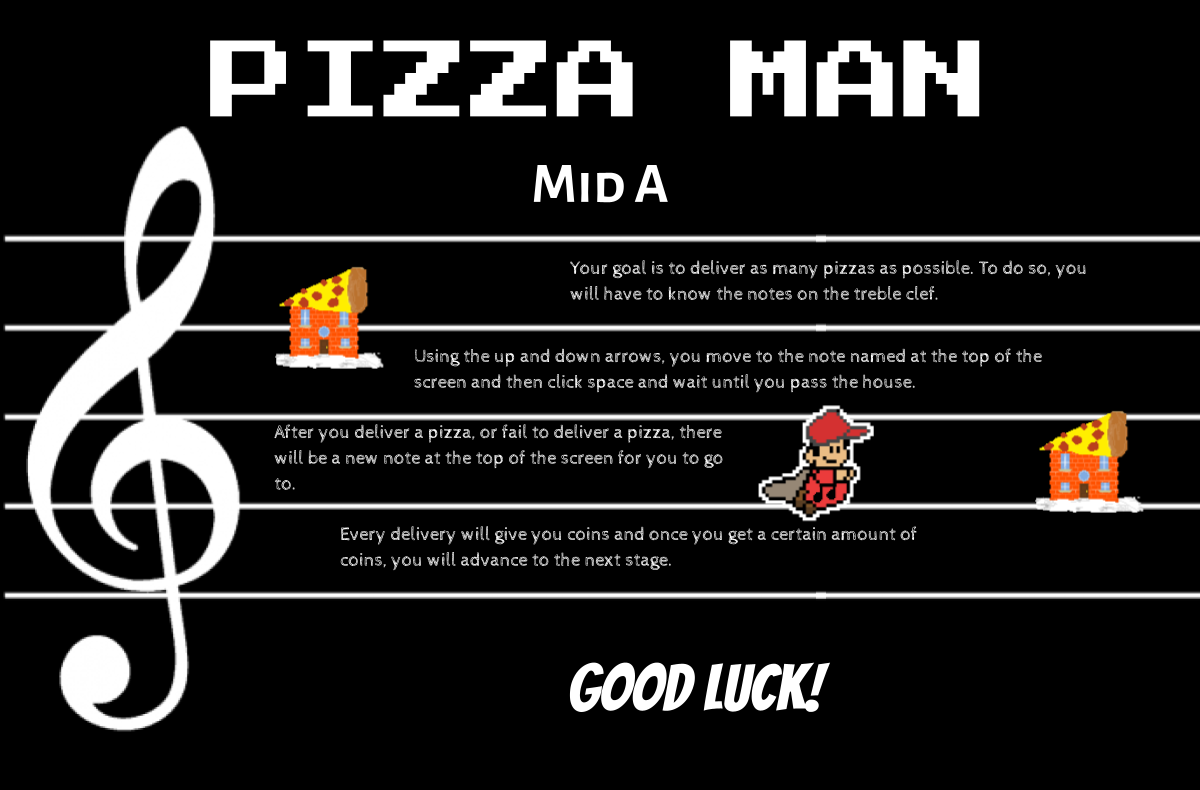 PIZZA MAN
Mid A
Your goal is to deliver as many pizzas as possible. To do so, you
will have to know the notes on the treble clef.
Using the up and down arrows, you move to the note named at the top of the
screen and then click space and wait until you pass the house.
After you deliver a pizza, or fail to deliver a pizza, there
will be a new note at the top of the screen for you to go
to.
Every delivery will give you coins and once you get a certain amount of
coins, you will advance to the next stage.
GOOD LUCK!